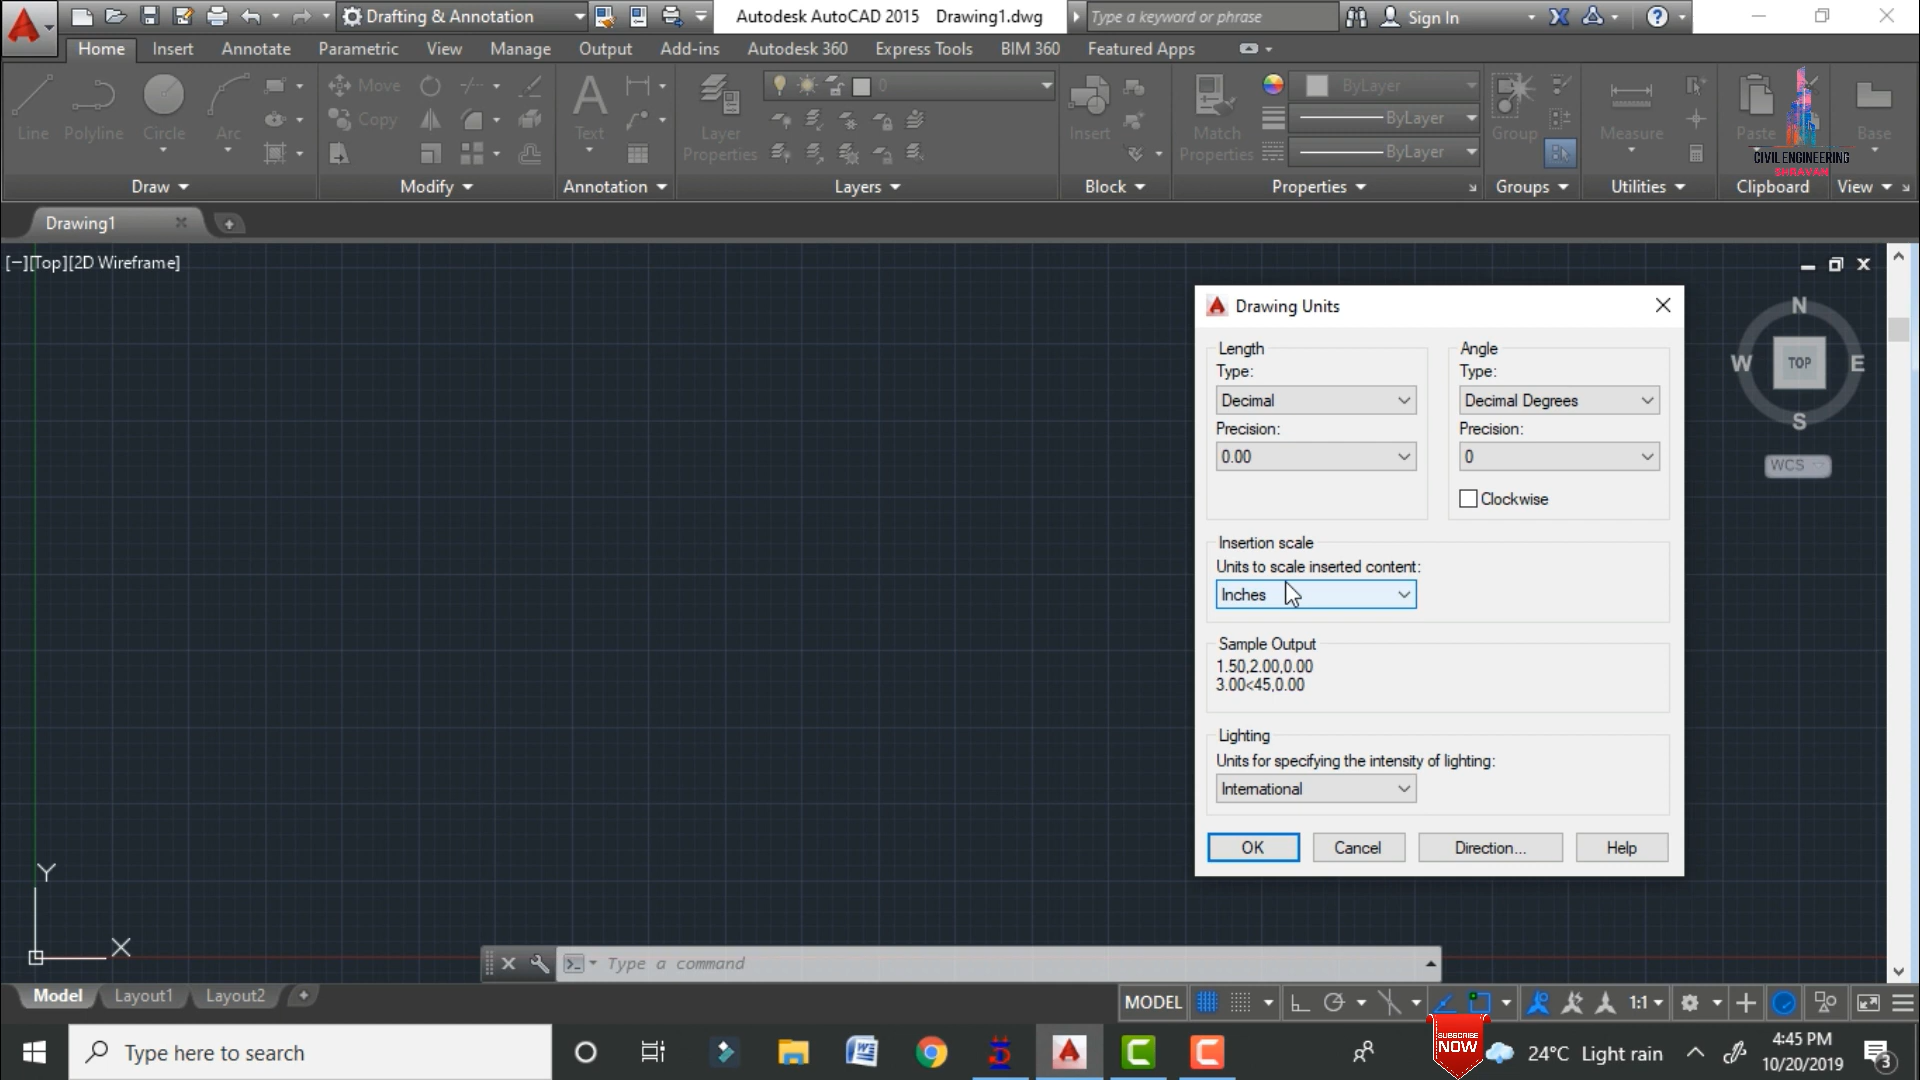 Drafting & Annotation
Autodesk AutoCAD 2015 Drawing1.dwg
Type a keyword or phrase
Sign In
Home Insert Annotate Parametric View Manage Output Add-ins Autodesk 360 Express Tools BIM 360 Featured Apps
Line Polyline Circle Arc
Move
Copy
Text
Layer Properties
0
Insert
Match Properties
ByLayer
ByLayer
ByLayer
Group
Measure
Paste
Base
CIVIL ENGINEERING
SHRAVAN
Draw Modify Annotation Layers Block Properties Groups Utilities Clipboard View
Drawing1
[−][Top][2D Wireframe]
N
W TOP E
S
WCS
Drawing Units
Length
Type:
Decimal
Precision:
0.00
Angle
Type:
Decimal Degrees
Precision:
0
Clockwise
Insertion scale
Units to scale inserted content:
Inches
Sample Output
1.50,2.00,0.00
3.00<45,0.00
Lighting
Units for specifying the intensity of lighting:
International
OK Cancel Direction... Help
Y
X
Type a command
Model Layout1 Layout2
MODEL
1:1
Type here to search
SUBSCRIBE
NOW
24°C Light rain
4:45 PM
10/20/2019
3